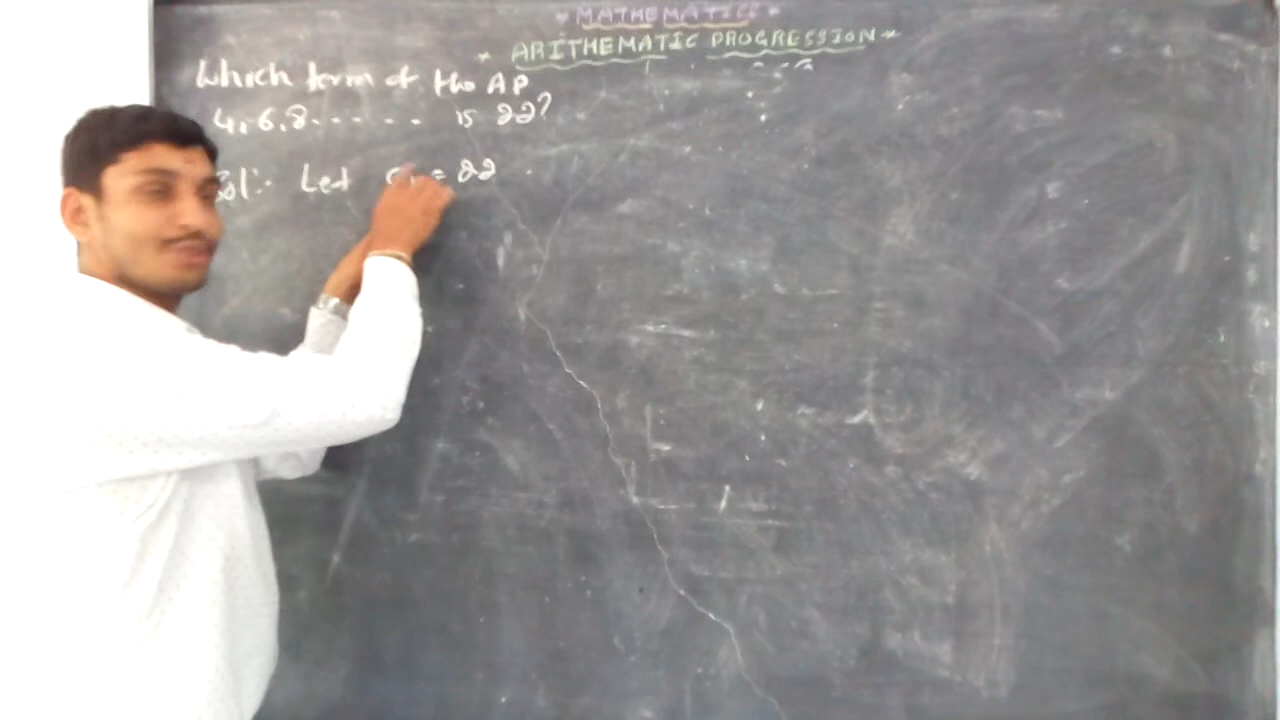 * MATHEMATICS *
* ARITHEMATIC PROGRESSION *
Which term of the AP
4, 6, 8 - - - - - - is 22?
Sol:- Let = 22